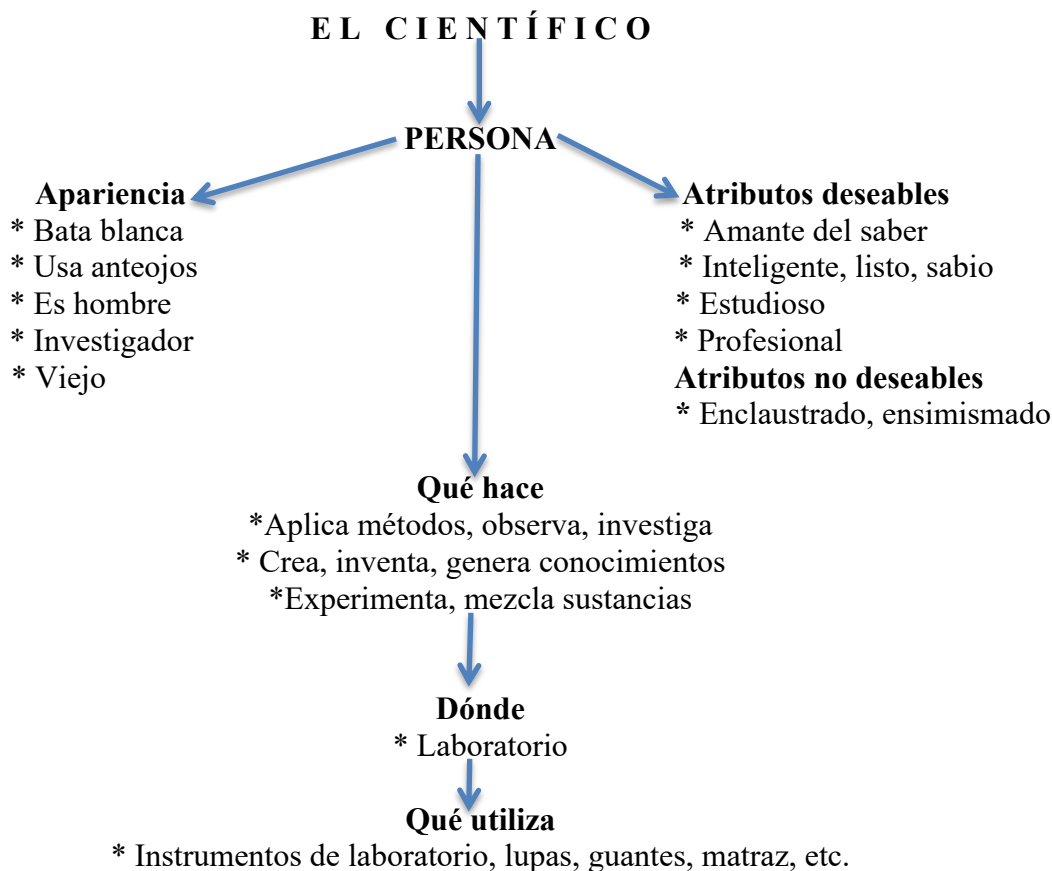 EL CIENTÍFICO
PERSONA
Apariencia
* Bata blanca
* Usa anteojos
* Es hombre
* Investigador
* Viejo
Atributos deseables
* Amante del saber
* Inteligente, listo, sabio
* Estudioso
* Profesional
Atributos no deseables
* Enclaustrado, ensimismado
Qué hace
*Aplica métodos, observa, investiga
* Crea, inventa, genera conocimientos
*Experimenta, mezcla sustancias
Dónde
* Laboratorio
Qué utiliza
* Instrumentos de laboratorio, lupas, guantes, matraz, etc.